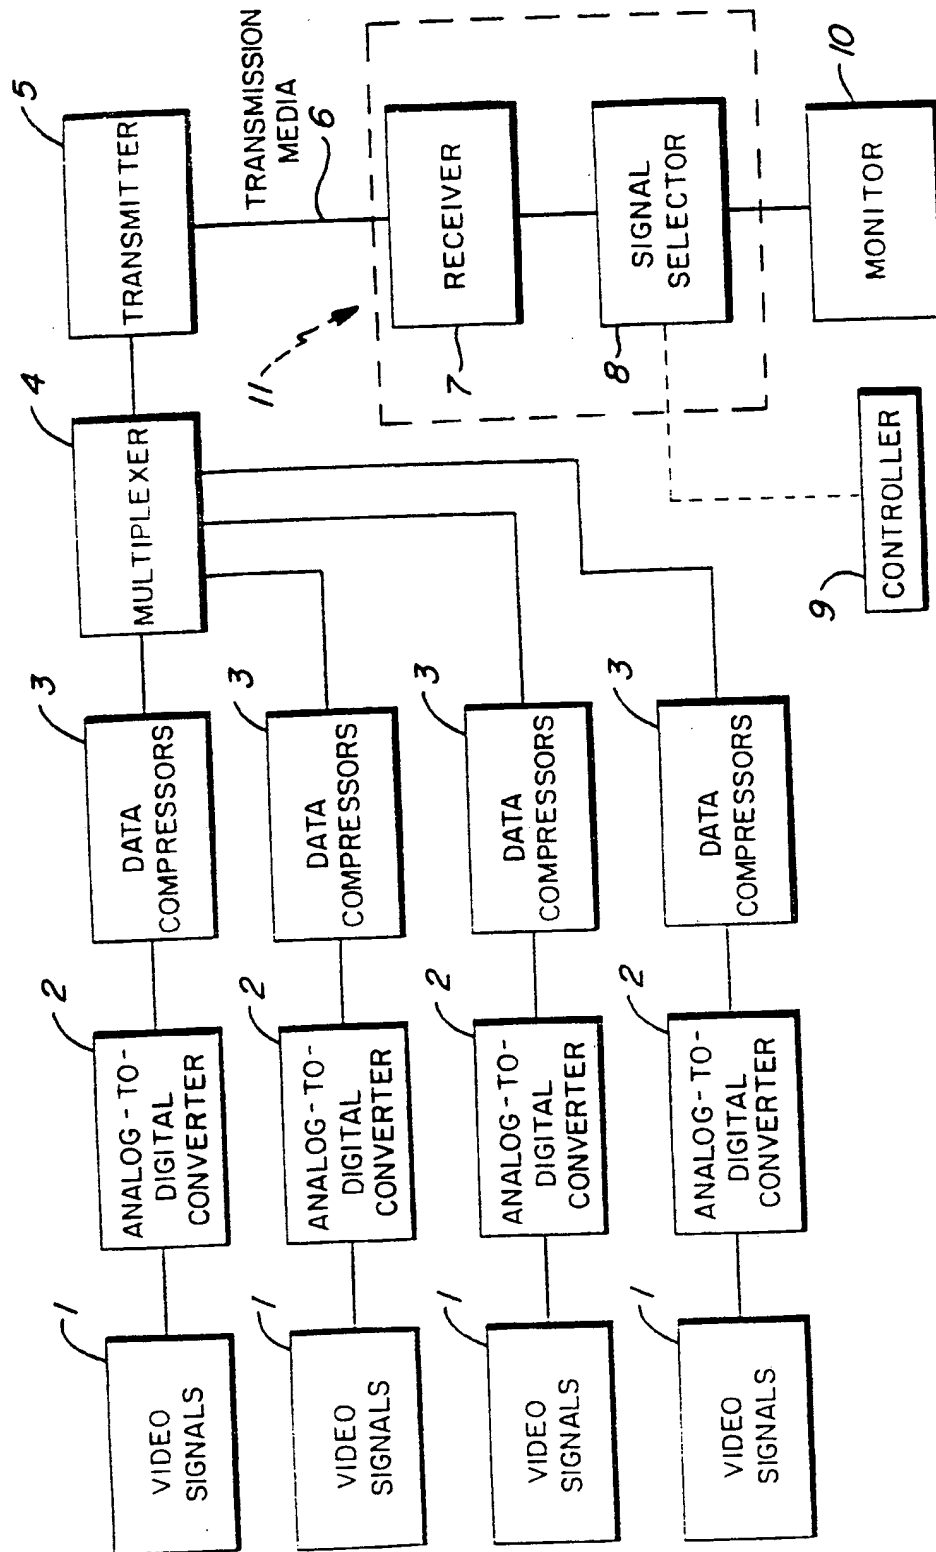 1
VIDEO
SIGNALS
2
ANALOG-TO-
DIGITAL
CONVERTER
3
DATA
COMPRESSORS
4
MULTIPLEXER
5
TRANSMITTER
1
VIDEO
SIGNALS
2
ANALOG-TO-
DIGITAL
CONVERTER
3
DATA
COMPRESSORS
TRANSMISSION
MEDIA
6
11
RECEIVER
7
1
VIDEO
SIGNALS
2
ANALOG-TO-
DIGITAL
CONVERTER
3
DATA
COMPRESSORS
SIGNAL
SELECTOR
8
1
VIDEO
SIGNALS
2
ANALOG-TO-
DIGITAL
CONVERTER
3
DATA
COMPRESSORS
9
CONTROLLER
10
MONITOR